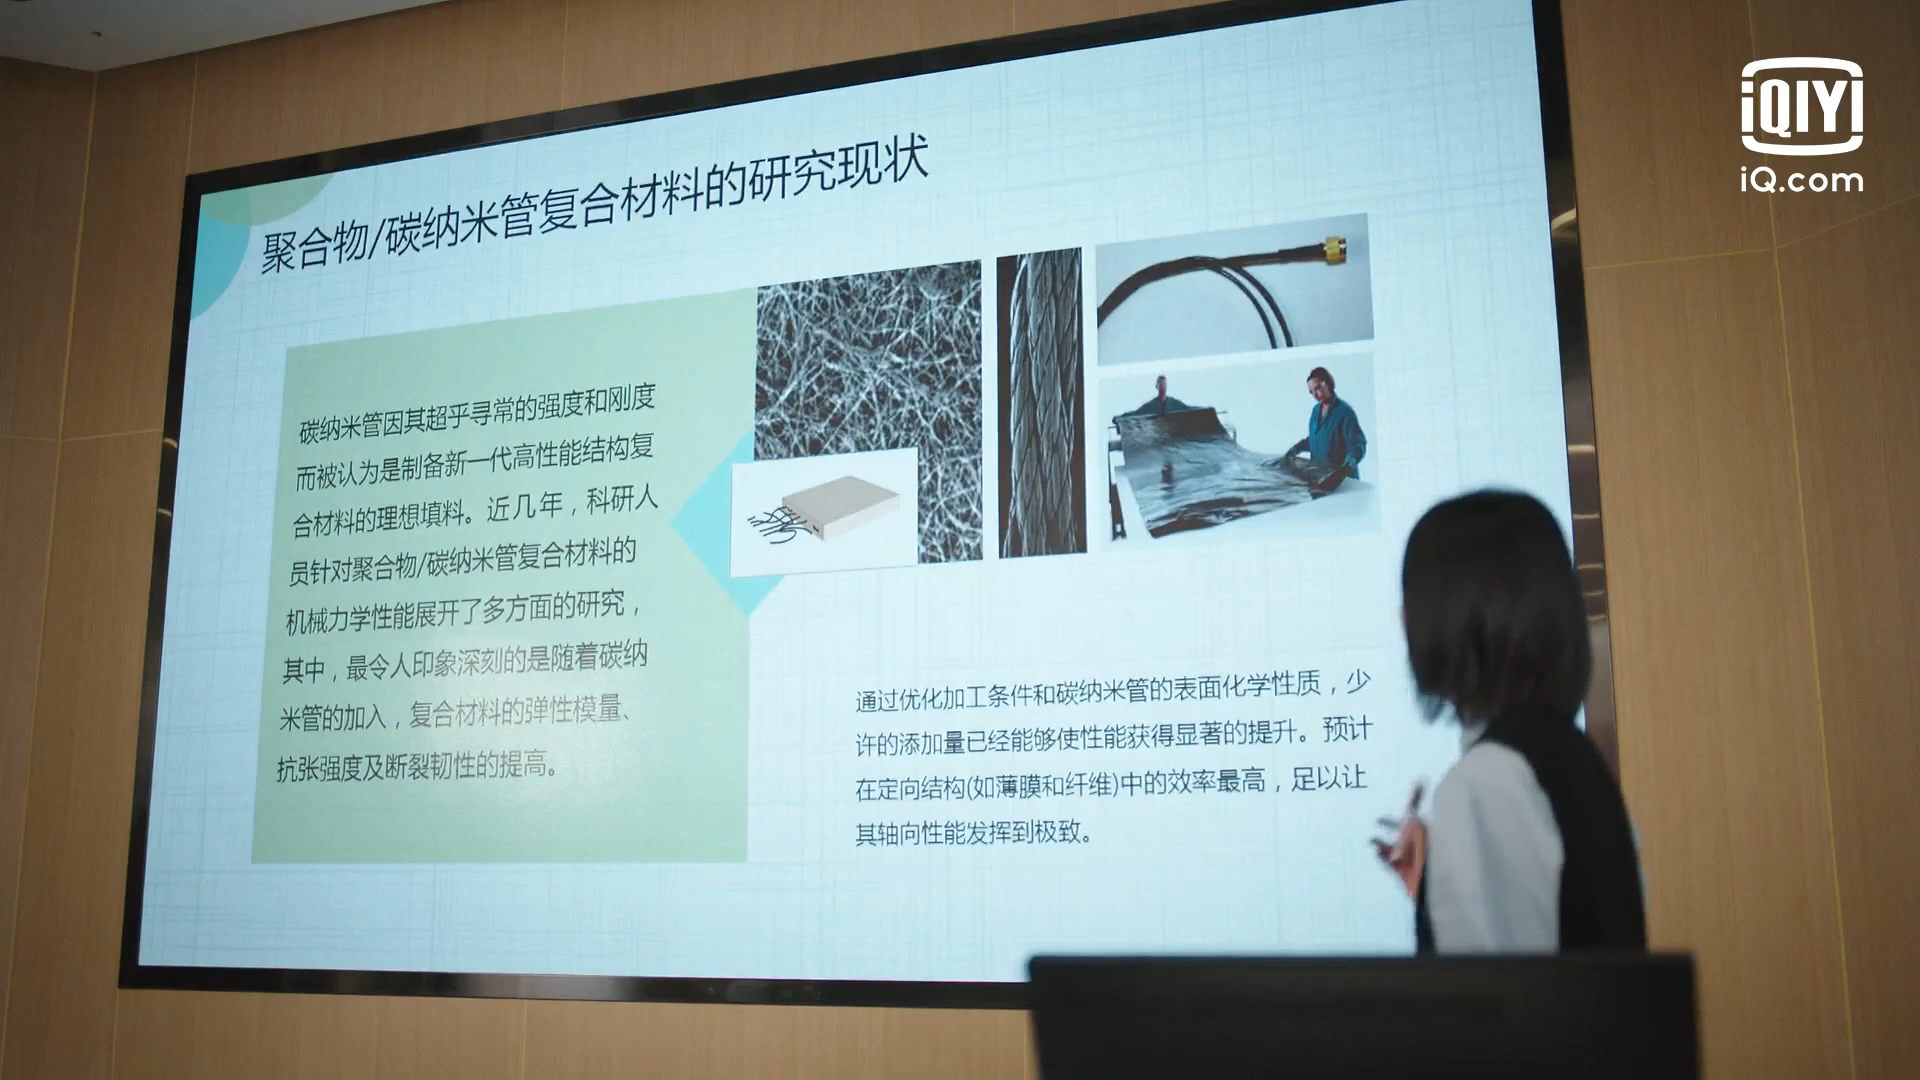 iQIYI
iQ.com
聚合物/碳纳米管复合材料的研究现状
碳纳米管因其超乎寻常的强度和刚度
而被认为是制备新一代高性能结构复
合材料的理想填料。近几年，科研人
员针对聚合物/碳纳米管复合材料的
机械力学性能展开了多方面的研究，
其中，最令人印象深刻的是随着碳纳
米管的加入，复合材料的弹性模量、
抗张强度及断裂韧性的提高。
通过优化加工条件和碳纳米管的表面化学性质，少
许的添加量已经能够使性能获得显著的提升。预计
在定向结构(如薄膜和纤维)中的效率最高，足以让
其轴向性能发挥到极致。